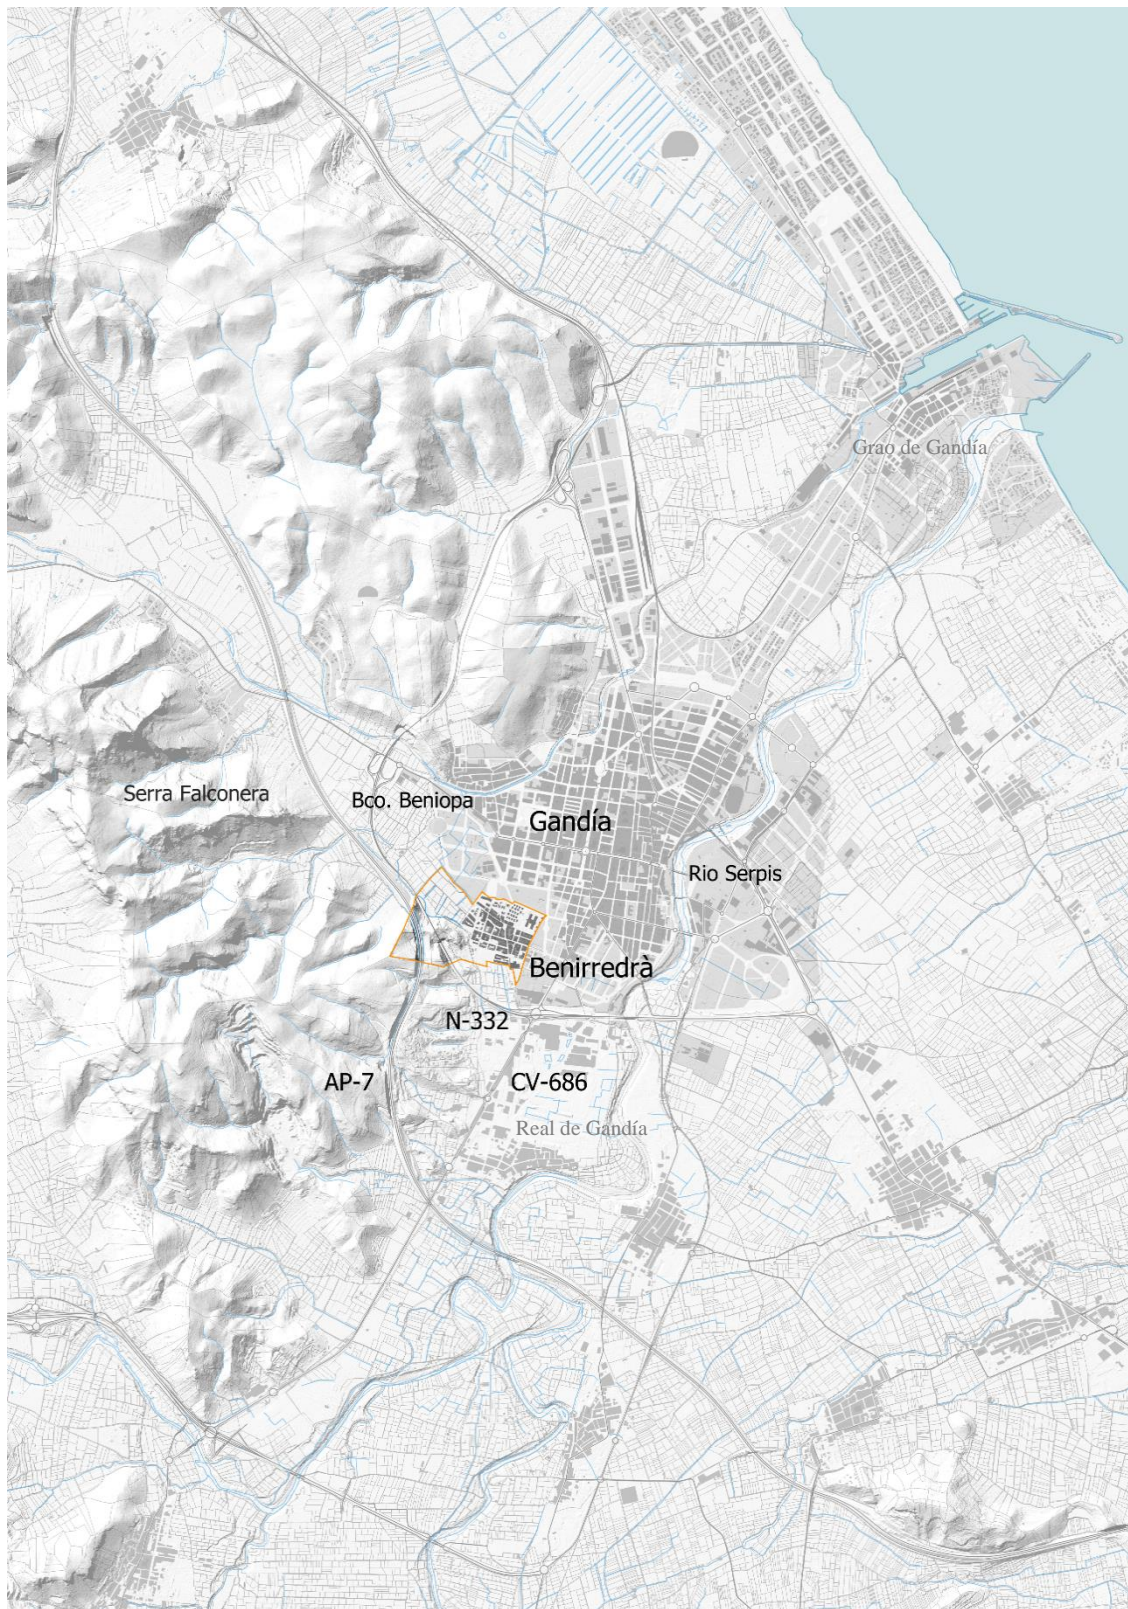 Grao de Gandía
Serra Falconera
Bco. Beniopa
Gandía
Rio Serpis
Benirredrà
N-332
AP-7
CV-686
Real de Gandía